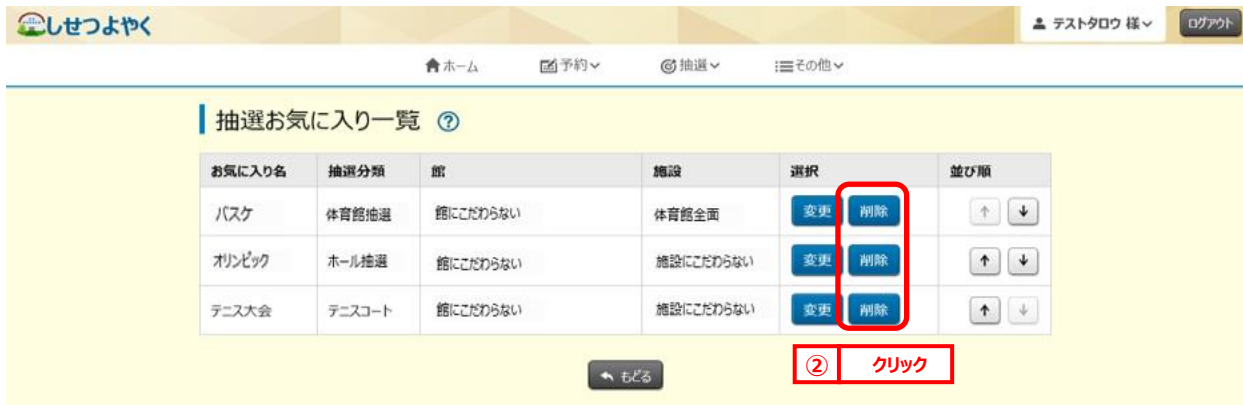 しせつよやく
テストタロウ 様
ログアウト
ホーム 予約 抽選 その他
抽選お気に入り一覧 ?
お気に入り名 抽選分類 館 施設 選択 並び順
バスケ 体育館抽選 館にこだわらない 体育館全面 変更 削除 ↑ ↓
オリンピック ホール抽選 館にこだわらない 施設にこだわらない 変更 削除 ↑ ↓
テニス大会 テニスコート 館にこだわらない 施設にこだわらない 変更 削除 ↑ ↓
② クリック
もどる